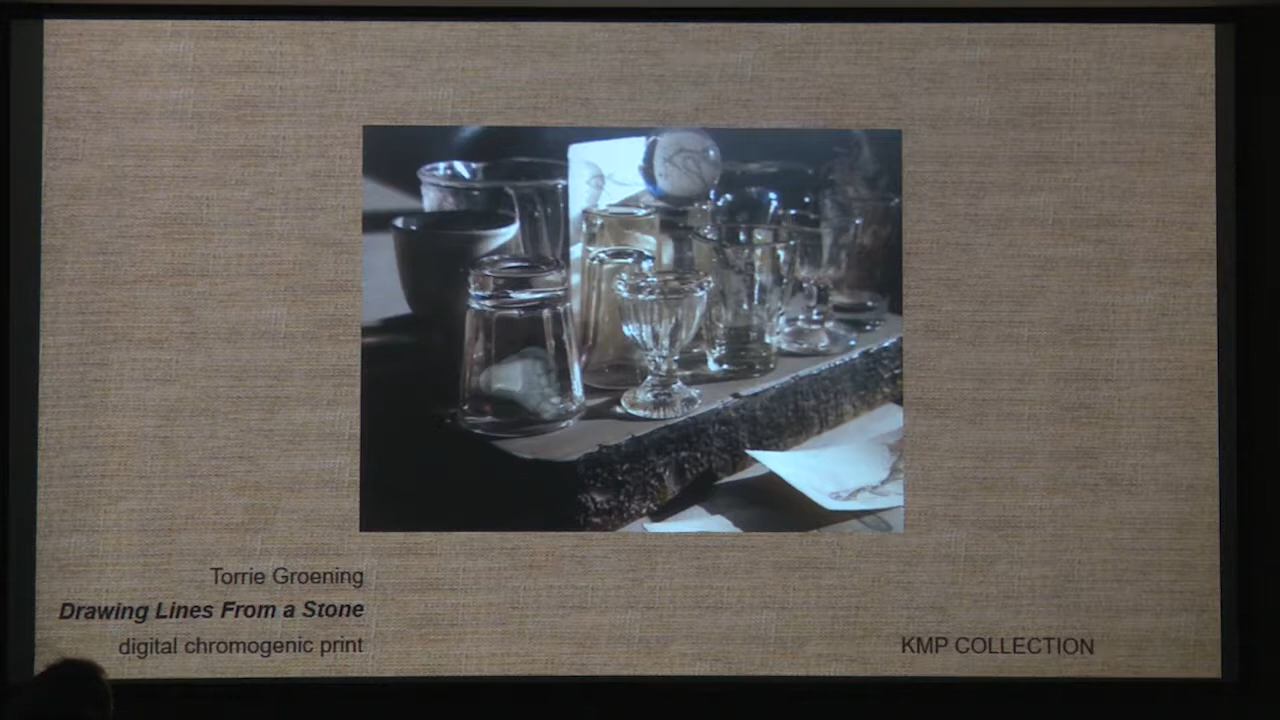 Torrie Groening
Drawing Lines From a Stone
digital chromogenic print
KMP COLLECTION